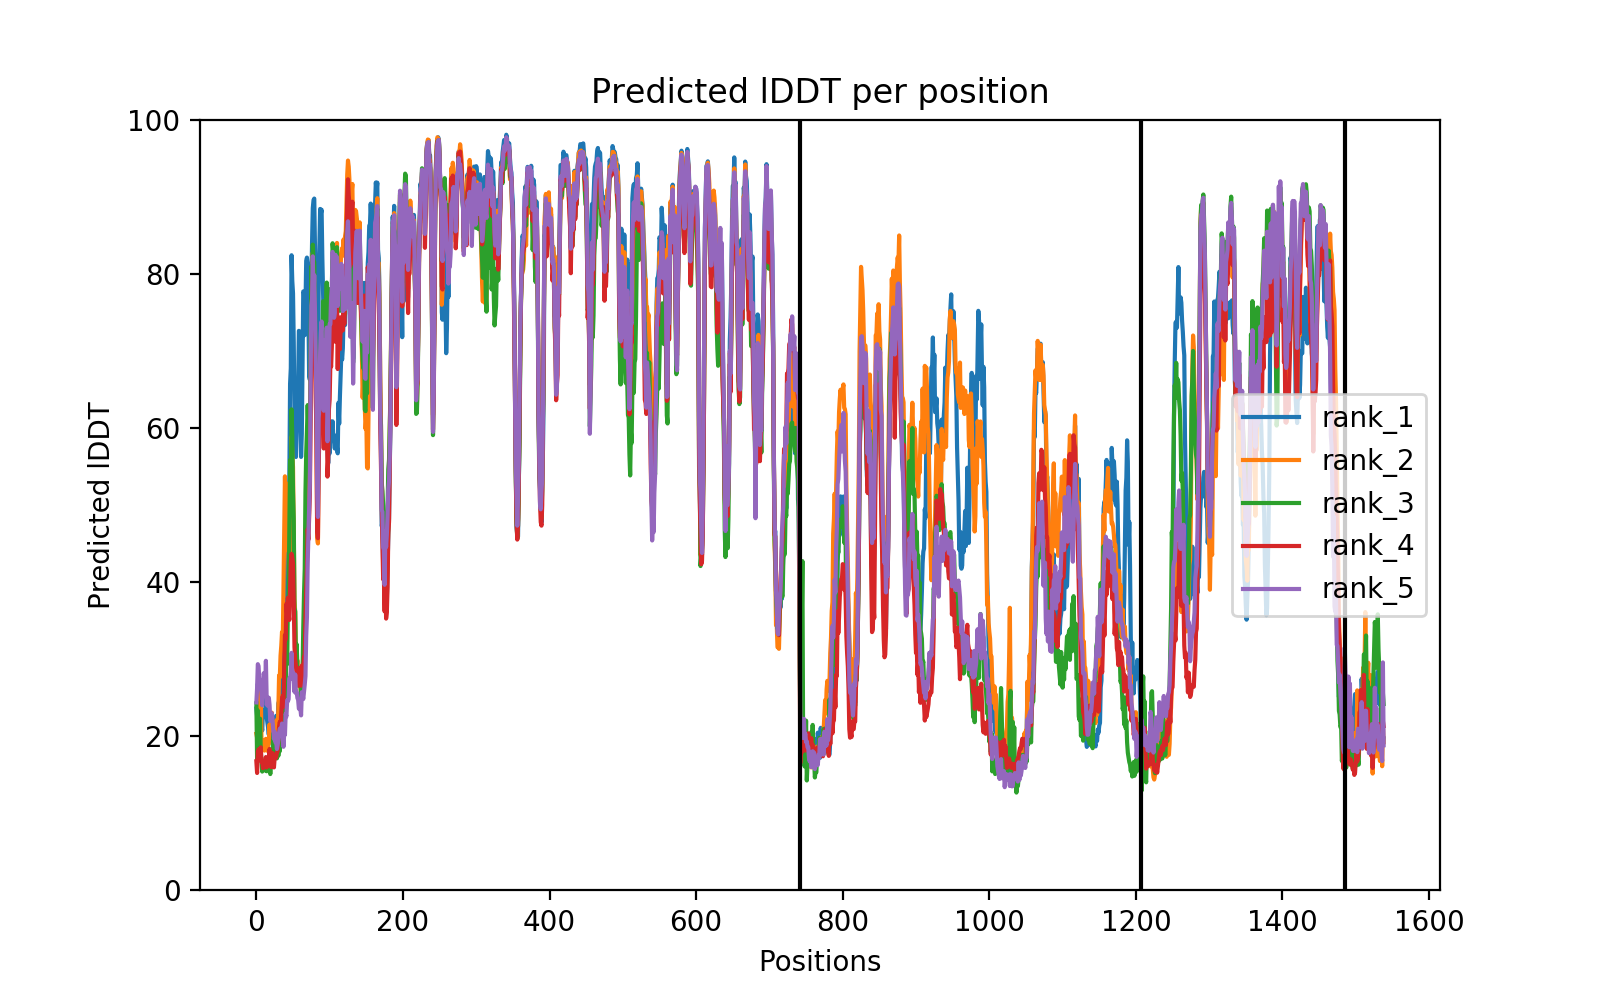 Predicted lDDT per position
Predicted lDDT
100
80
60
40
20
0
rank_1
rank_2
rank_3
rank_4
rank_5
0 200 400 600 800 1000 1200 1400 1600
Positions